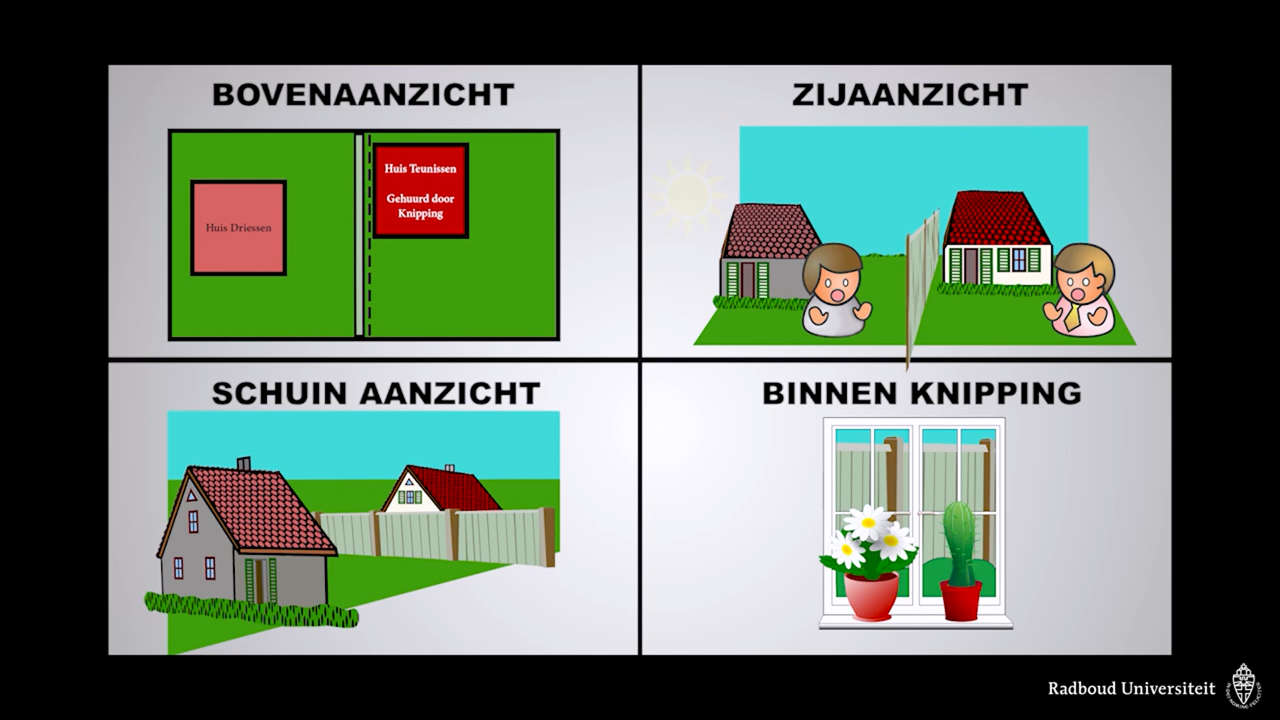 BOVENAANZICHT
Huis Driessen
Huis Teunissen
Gehuurd door
Knipping
ZIJAANZICHT
SCHUIN AANZICHT
BINNEN KNIPPING
Radboud Universiteit